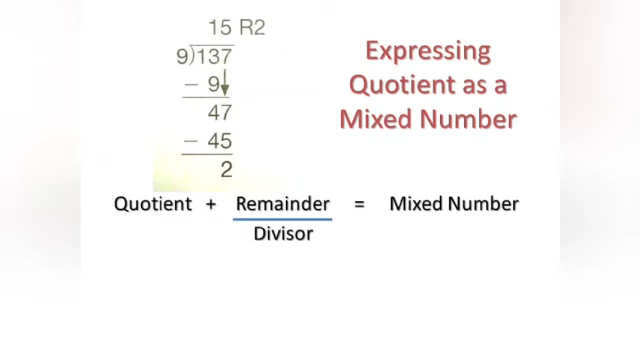 15 R2
9)137
− 9
47
− 45
2
Expressing
Quotient as a
Mixed Number
Quotient + Remainder = Mixed Number
Divisor